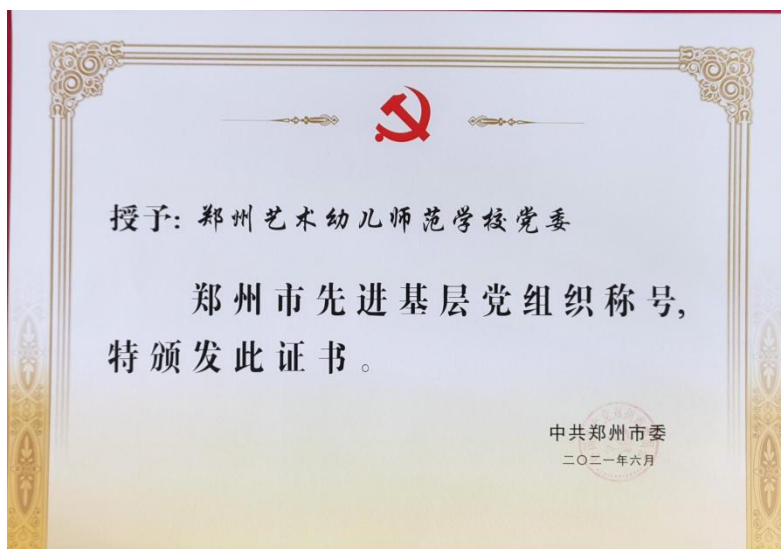 授予: 郑州艺术幼儿师范学校党委
郑州市先进基层党组织称号,
特颁发此证书。
中共郑州市委
二〇二一年六月